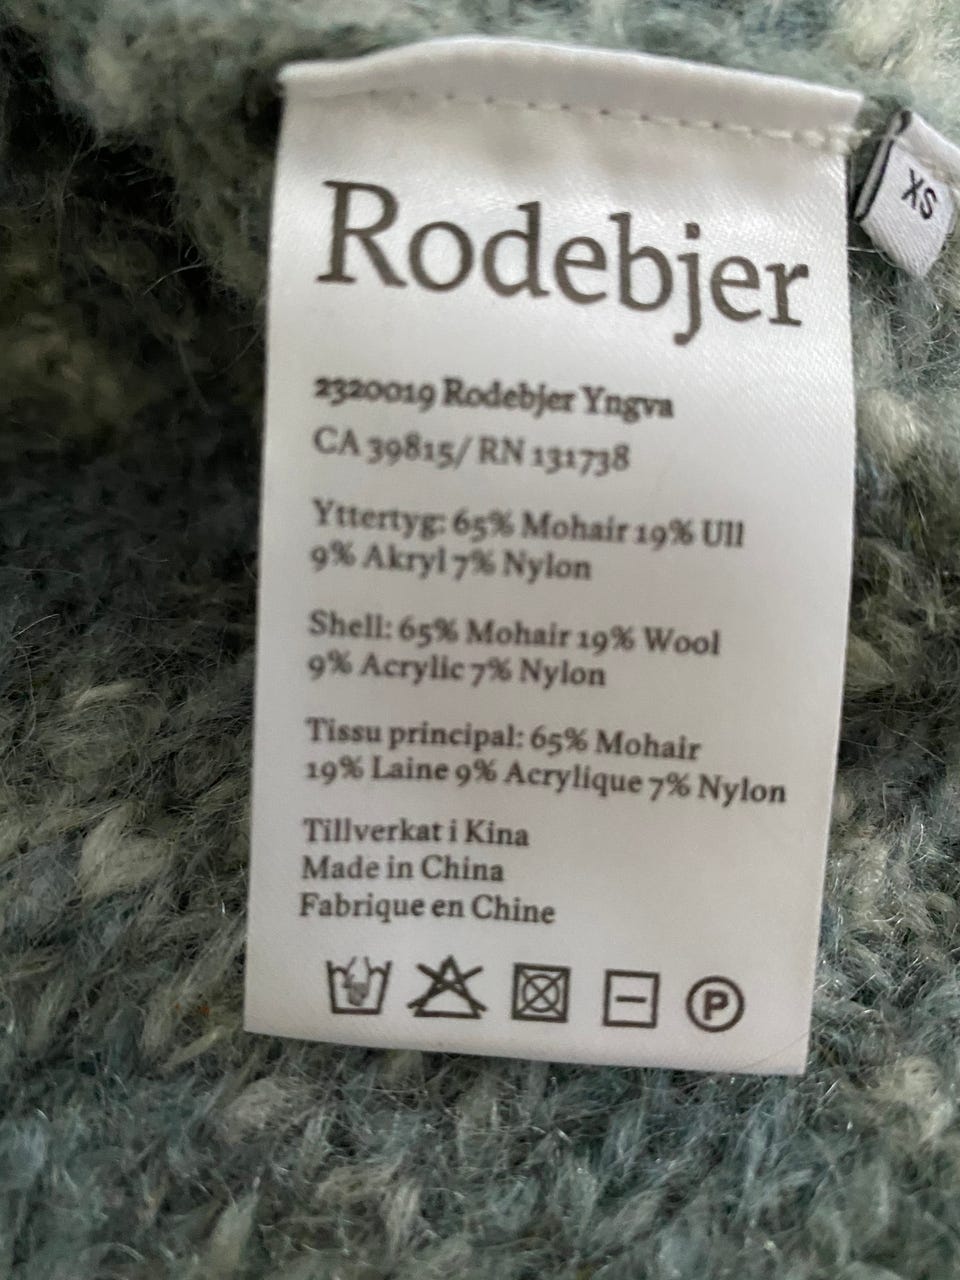 Rodebjer
XS
2320019 Rodebjer Yngva
CA 39815/ RN 131738
Yttertyg: 65% Mohair 19% Ull
9% Akryl 7% Nylon
Shell: 65% Mohair 19% Wool
9% Acrylic 7% Nylon
Tissu principal: 65% Mohair
19% Laine 9% Acrylique 7% Nylon
Tillverkat i Kina
Made in China
Fabrique en Chine
P